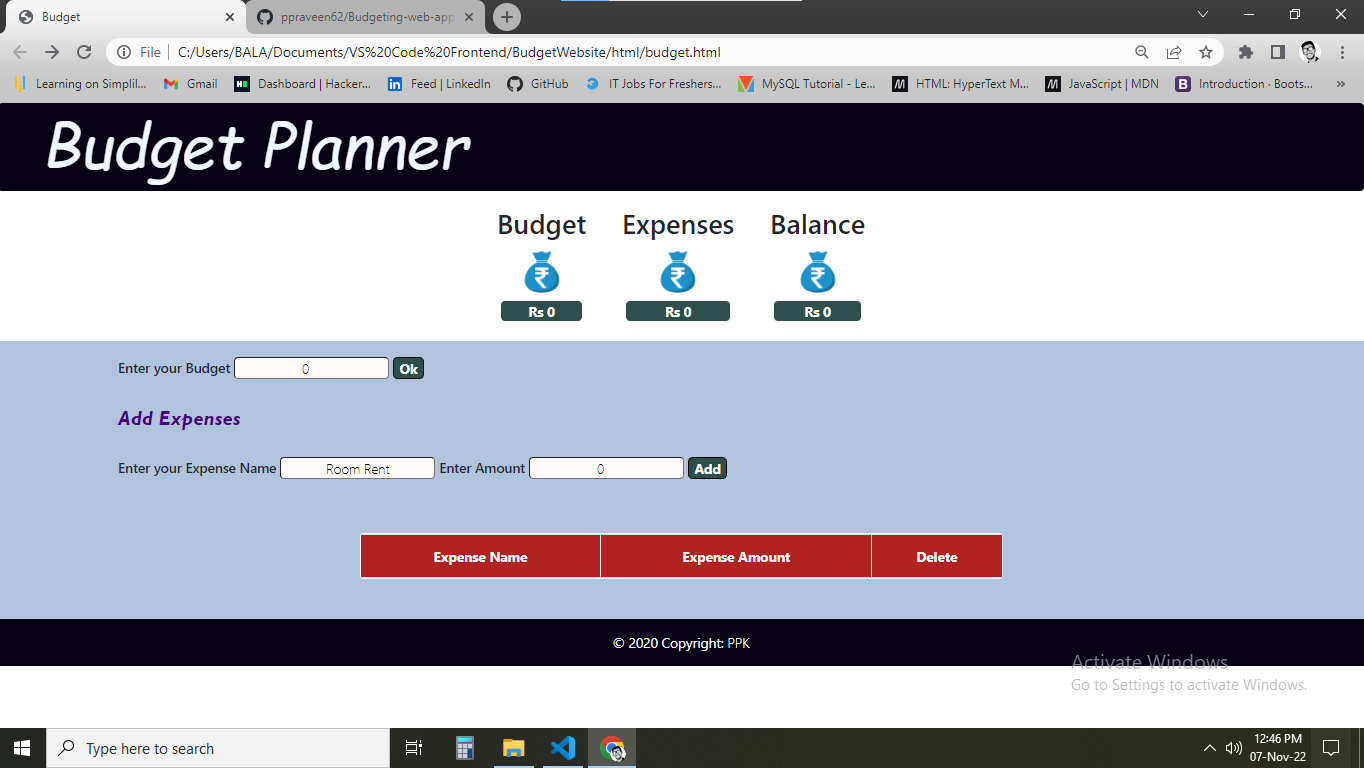 Budget
ppraveen62/Budgeting-web-app
File
C:/Users/BALA/Documents/VS%20Code%20Frontend/BudgetWebsite/html/budget.html
Learning on Simplil...
Gmail
Dashboard | Hacker...
Feed | LinkedIn
GitHub
IT Jobs For Freshers...
MySQL Tutorial - Le...
HTML: HyperText M...
JavaScript | MDN
Introduction · Boots...
»
Budget Planner
Budget Expenses Balance
Rs 0 Rs 0 Rs 0
Enter your Budget 0 Ok
Add Expenses
Enter your Expense Name Room Rent Enter Amount 0 Add
Expense Name Expense Amount Delete
© 2020 Copyright: PPK
Activate Windows
Go to Settings to activate Windows.
Type here to search
12:46 PM
07-Nov-22